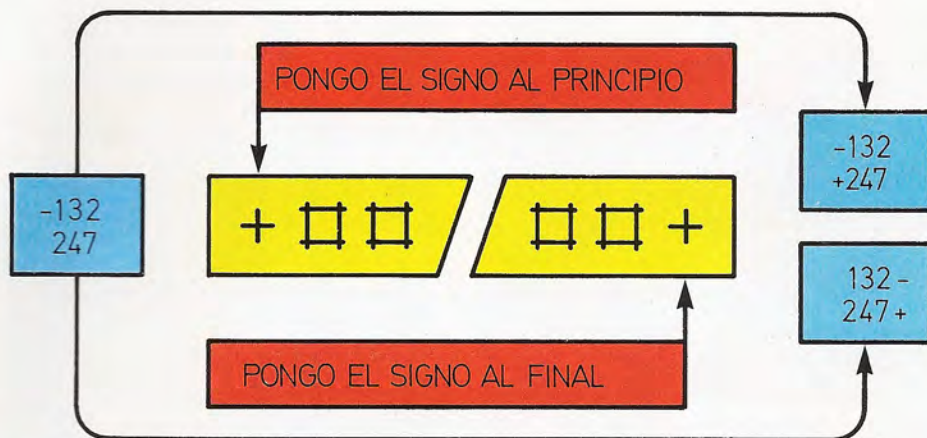 PONGO EL SIGNO AL PRINCIPIO
-132
247
+ # #
# # +
-132
+247
132 -
247 +
PONGO EL SIGNO AL FINAL